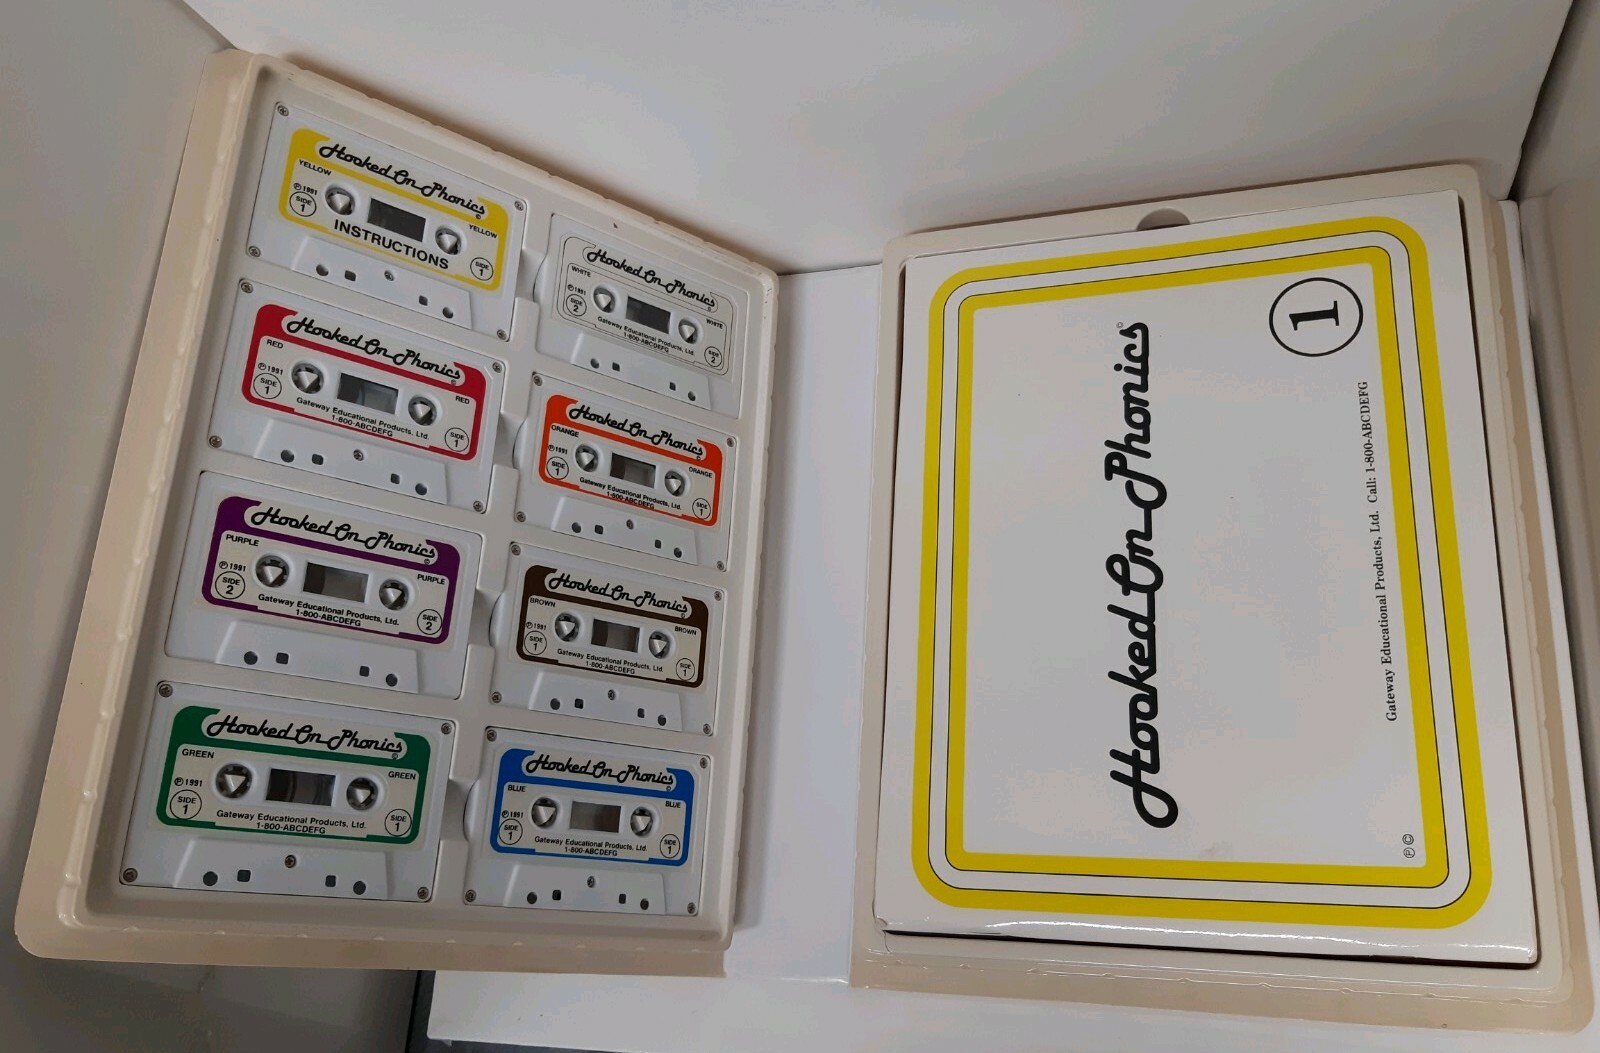 Hooked On Phonics ©
YELLOW
YELLOW
℗ 1991
SIDE 1
SIDE 1
INSTRUCTIONS
Hooked On Phonics ©
WHITE
WHITE
℗ 1991
SIDE 2
SIDE 2
Gateway Educational Products, Ltd.
1-800-ABCDEFG
Hooked On Phonics ©
RED
RED
℗ 1991
SIDE 1
SIDE 1
Gateway Educational Products, Ltd.
1-800-ABCDEFG
Hooked On Phonics ©
ORANGE
ORANGE
℗ 1991
SIDE 1
SIDE 1
Gateway Educational Products, Ltd.
1-800-ABCDEFG
Hooked On Phonics ©
PURPLE
PURPLE
℗ 1991
SIDE 2
SIDE 2
Gateway Educational Products, Ltd.
1-800-ABCDEFG
Hooked On Phonics ©
BROWN
BROWN
℗ 1991
SIDE 1
SIDE 1
Gateway Educational Products, Ltd.
1-800-ABCDEFG
Hooked On Phonics ©
GREEN
GREEN
℗ 1991
SIDE 1
SIDE 1
Gateway Educational Products, Ltd.
1-800-ABCDEFG
Hooked On Phonics ©
BLUE
BLUE
℗ 1991
SIDE 1
SIDE 1
Gateway Educational Products, Ltd.
1-800-ABCDEFG
1
Hooked On Phonics ©
Gateway Educational Products, Ltd. Call: 1-800-ABCDEFG
℗ ©